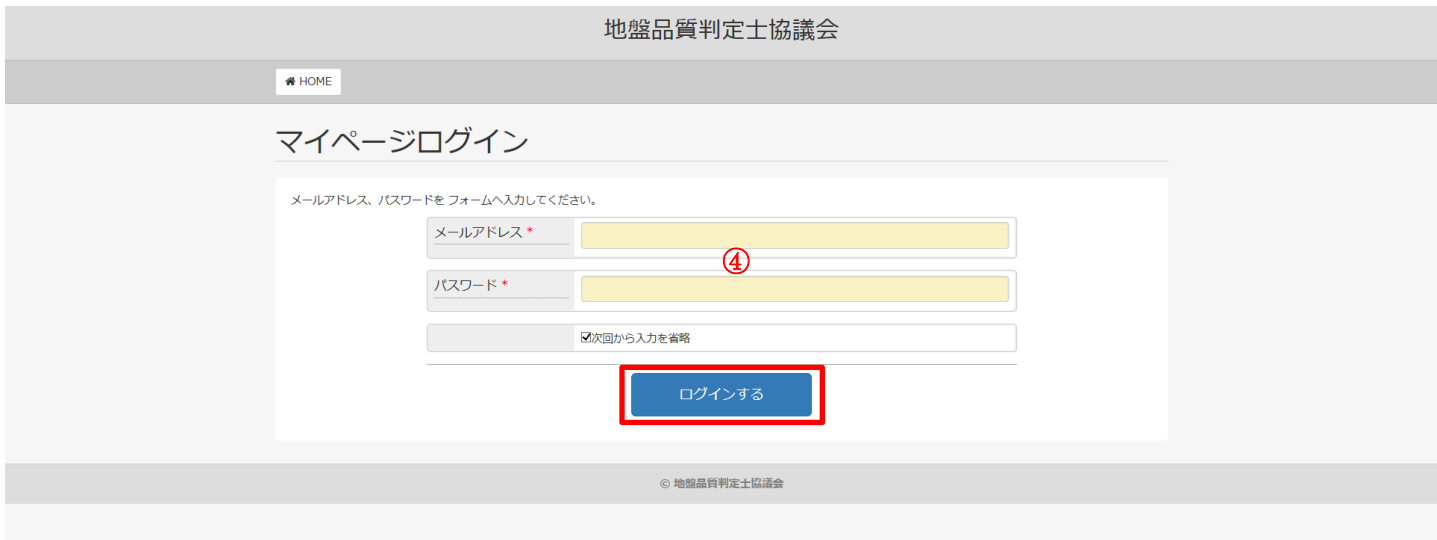 地盤品質判定士協議会
HOME
マイページログイン
メールアドレス、パスワードを フォームへ入力してください。
メールアドレス *
④
パスワード *
次回から入力を省略
ログインする
© 地盤品質判定士協議会